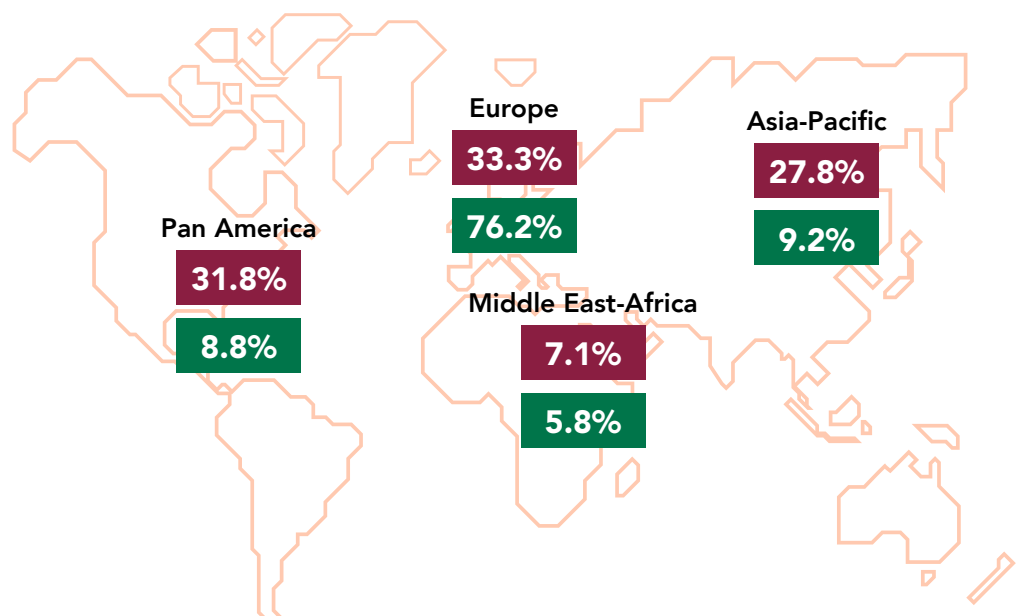 Europe
33.3%
76.2%
Asia-Pacific
27.8%
9.2%
Pan America
31.8%
8.8%
Middle East-Africa
7.1%
5.8%